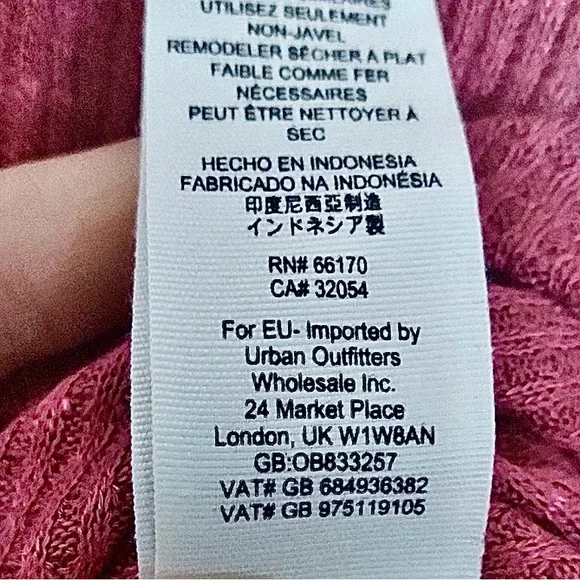 UTILISEZ SEULEMENT
NON-JAVEL
REMODELER SÉCHER À PLAT
FAIBLE COMME FER
NÉCESSAIRES
PEUT ÊTRE NETTOYER À
SEC
HECHO EN INDONESIA
FABRICADO NA INDONÉSIA
印度尼西亞制造
インドネシア製
RN# 66170
CA# 32054
For EU- Imported by
Urban Outfitters
Wholesale Inc.
24 Market Place
London, UK W1W8AN
GB:OB833257
VAT# GB 684936382
VAT# GB 975119105